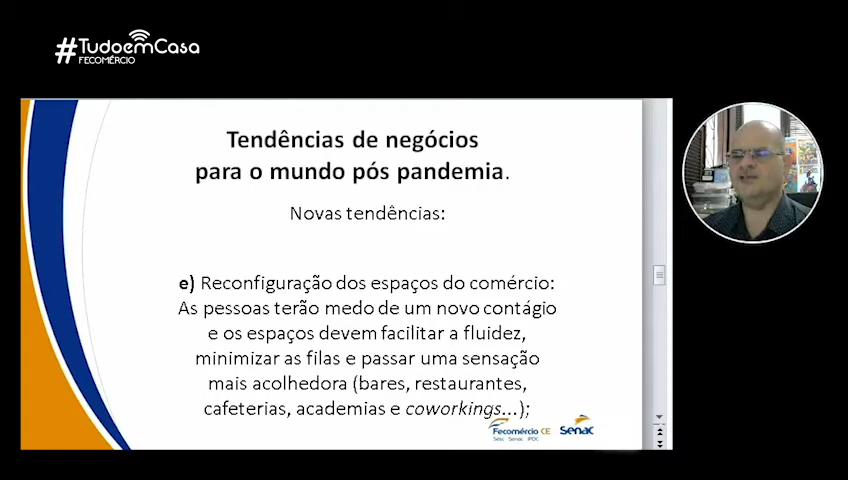 #TudoemCasa
FECOMÉRCIO
Tendências de negócios
para o mundo pós pandemia.
Novas tendências:
e) Reconfiguração dos espaços do comércio:
As pessoas terão medo de um novo contágio
e os espaços devem facilitar a fluidez,
minimizar as filas e passar uma sensação
mais acolhedora (bares, restaurantes,
cafeterias, academias e coworkings...);
Fecomércio CE
Sesc Senac IPDC
Senac